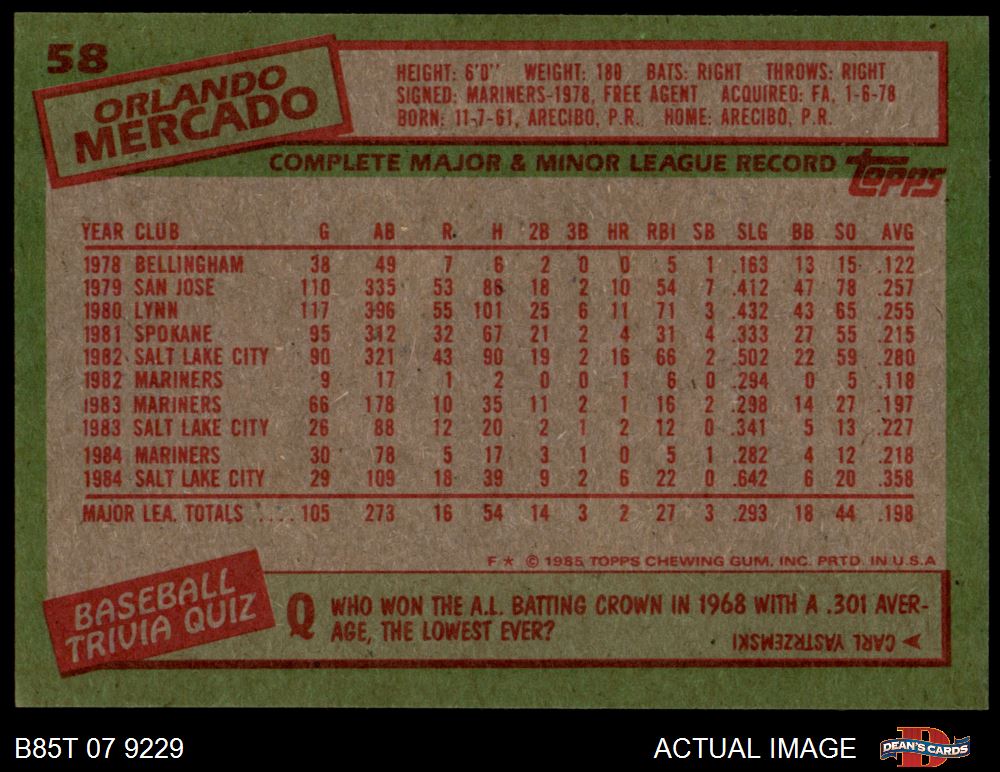 58
ORLANDO
MERCADO
HEIGHT: 6'0" WEIGHT: 180 BATS: RIGHT THROWS: RIGHT
SIGNED: MARINERS-1978, FREE AGENT ACQUIRED: FA, 1-6-78
BORN: 11-7-61, ARECIBO, P.R. HOME: ARECIBO, P.R.
COMPLETE MAJOR & MINOR LEAGUE RECORD
topps
YEAR CLUB G AB R. H 2B 3B HR RBI SB SLG BB SO AVG
1978 BELLINGHAM 38 49 7 6 2 0 0 5 1 .163 13 15 .122
1979 SAN JOSE 110 335 53 86 18 2 10 54 7 .412 47 78 .257
1980 LYNN 117 396 55 101 25 6 11 71 3 .432 43 65 .255
1981 SPOKANE 95 312 32 67 21 2 4 31 4 .333 27 55 .215
1982 SALT LAKE CITY 90 321 43 90 19 2 16 66 2 .502 22 59 .280
1982 MARINERS 9 17 1 2 0 0 1 6 0 .294 0 5 .118
1983 MARINERS 66 178 10 35 11 2 1 16 2 .298 14 27 .197
1983 SALT LAKE CITY 26 88 12 20 2 1 2 12 0 .341 5 13 .227
1984 MARINERS 30 78 5 17 3 1 0 5 1 .282 4 12 .218
1984 SALT LAKE CITY 29 109 18 39 9 2 6 22 0 .642 6 20 .358
MAJOR LEA. TOTALS .... 105 273 16 54 14 3 2 27 3 .293 18 44 .198
F * © 1985 TOPPS CHEWING GUM, INC. PRTD. IN U.S.A
BASEBALL
TRIVIA QUIZ
Q WHO WON THE A.L. BATTING CROWN IN 1968 WITH A .301 AVER-
AGE, THE LOWEST EVER?
CARL YASTRZEMSKI
B85T 07 9229
ACTUAL IMAGE
D
DEAN'S CARDS